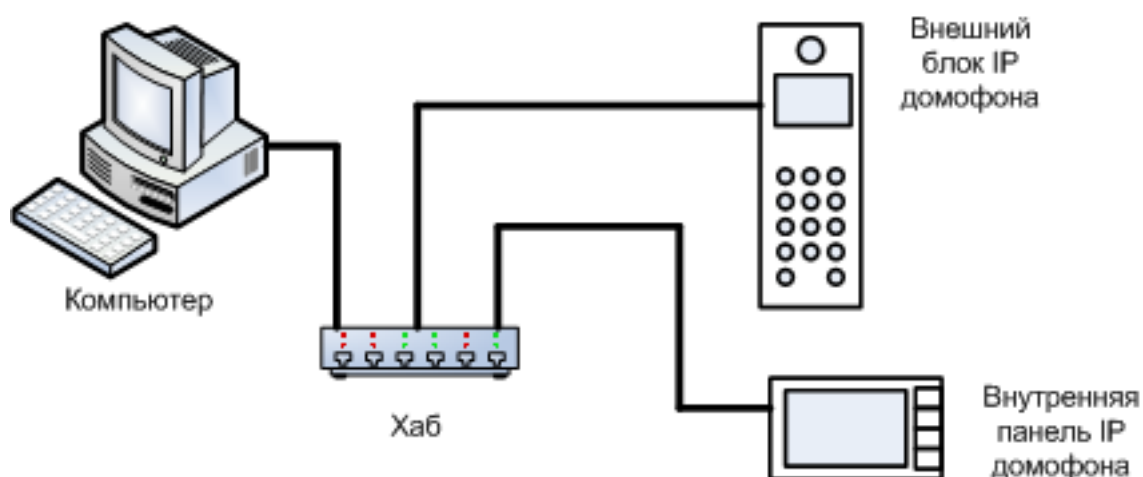 Внешний
блок IP
домофона
Компьютер
Хаб
Внутренняя
панель IP
домофона